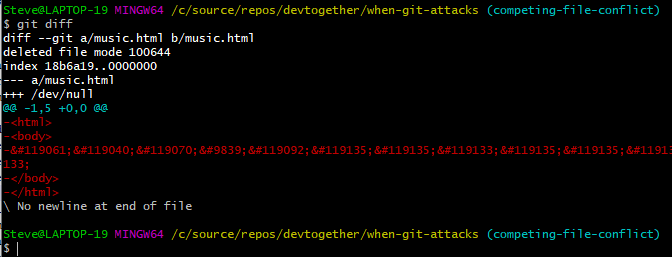 Steve@LAPTOP-19 MINGW64 /c/source/repos/devtogether/when-git-attacks (competing-file-conflict)
$ git diff
diff --git a/music.html b/music.html
deleted file mode 100644
index 18b6a19..0000000
--- a/music.html
+++ /dev/null
@@ -1,5 +0,0 @@
-<html>
-<body>
-&#119061;&#119040;&#119070;&#9839;&#119092;&#119135;&#119135;&#119133;&#119135;&#119135;&#119
133;
-</body>
-</html>
\ No newline at end of file
Steve@LAPTOP-19 MINGW64 /c/source/repos/devtogether/when-git-attacks (competing-file-conflict)
$